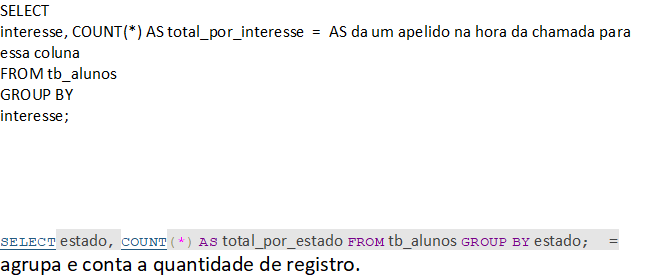 SELECT
interesse, COUNT(*) AS total_por_interesse = AS da um apelido na hora da chamada para
essa coluna
FROM tb_alunos
GROUP BY
interesse;
SELECT estado, COUNT(*) AS total_por_estado FROM tb_alunos GROUP BY estado; =
agrupa e conta a quantidade de registro.